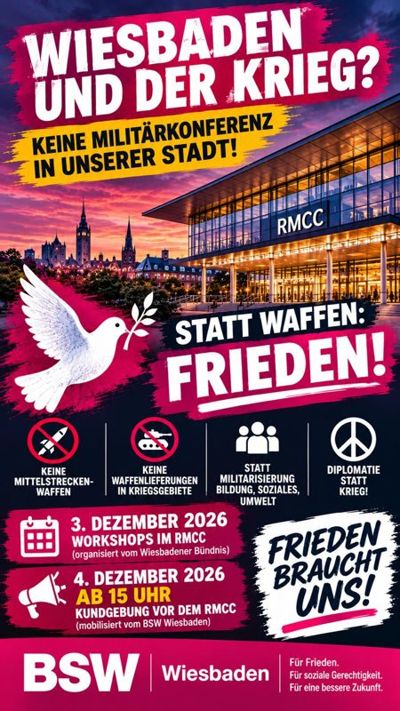 WIESBADEN
UND DER KRIEG?
KEINE MILITÄRKONFERENZ
IN UNSERER STADT!
RMCC
STATT WAFFEN:
FRIEDEN!
KEINE
MITTELSTRECKEN-
WAFFEN
KEINE
WAFFENLIEFERUNGEN
IN KRIEGSGEBIETE
STATT
MILITARISIERUNG
BILDUNG, SOZIALES,
UMWELT
DIPLOMATIE
STATT
KRIEG!
3. DEZEMBER 2026
WORKSHOPS IM RMCC
(organisiert vom Wiesbadener Bündnis)
4. DEZEMBER 2026
AB 15 UHR
KUNDGEBUNG VOR DEM RMCC
(mobilisiert vom BSW Wiesbaden)
FRIEDEN
BRAUCHT
UNS!
BSW
Wiesbaden
Für Frieden.
Für soziale Gerechtigkeit.
Für eine bessere Zukunft.